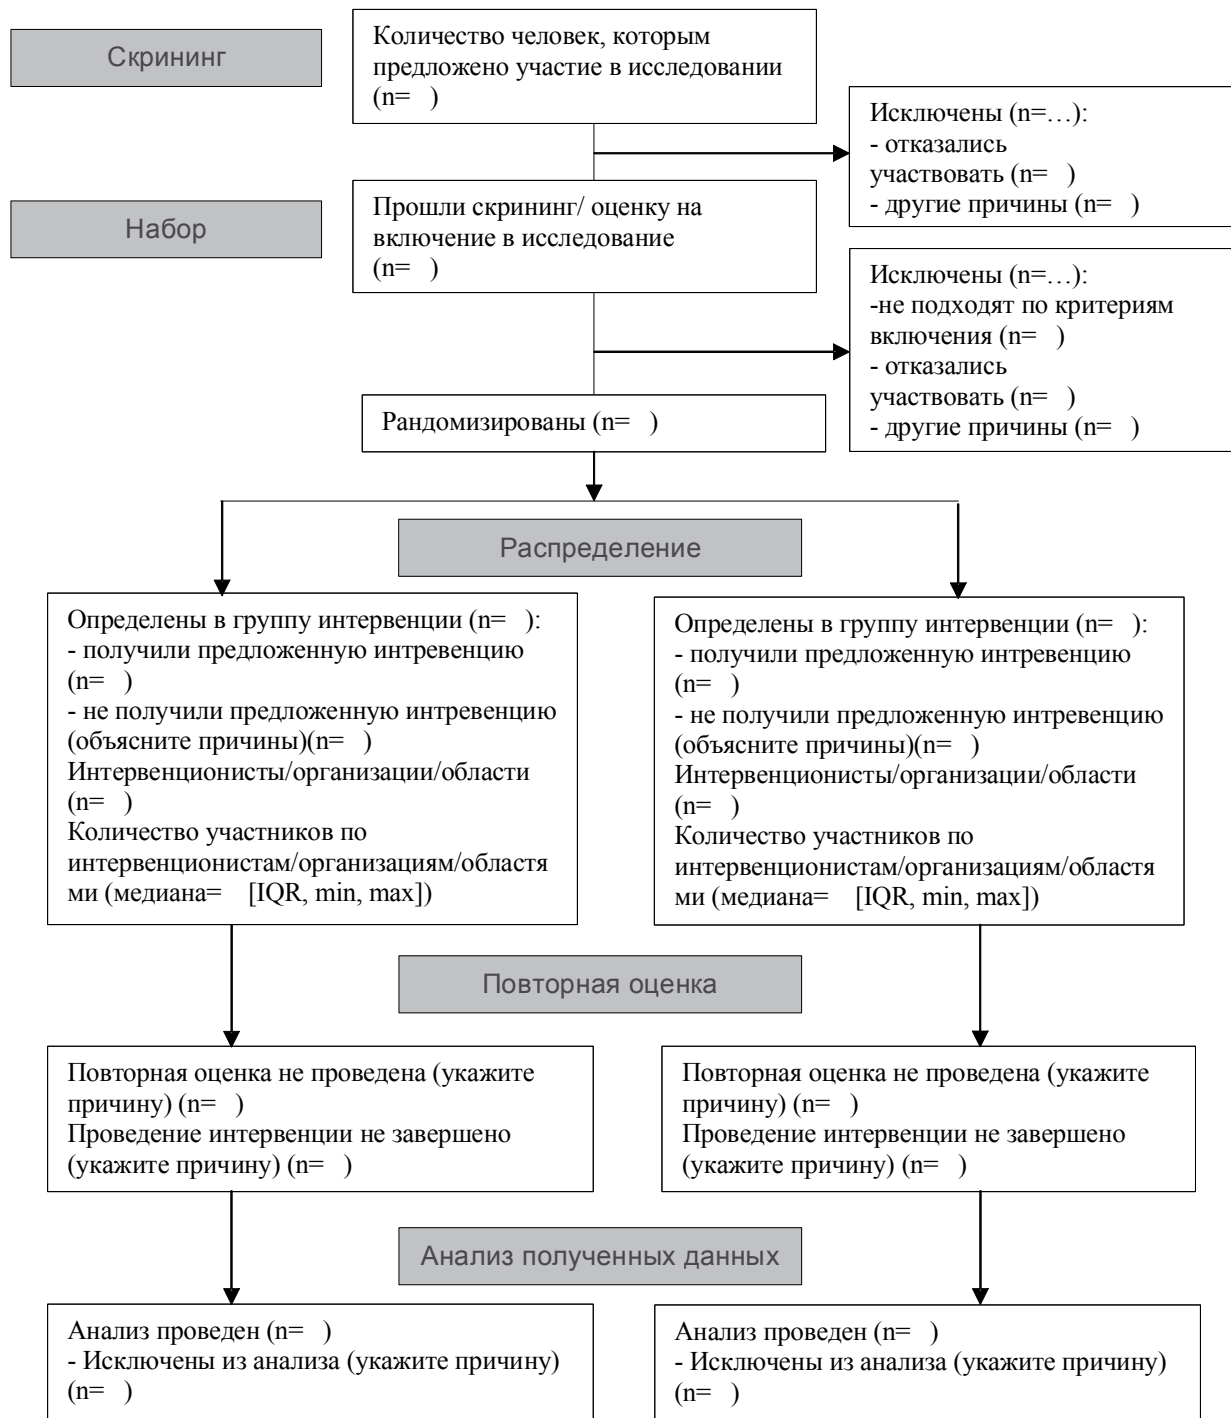 Скрининг
Количество человек, которым
предложено участие в исследовании
(n= )
Исключены (n=…):
- отказались
участвовать (n= )
- другие причины (n= )
Набор
Прошли скрининг/ оценку на
включение в исследование
(n= )
Исключены (n=…):
-не подходят по критериям
включения (n= )
- отказались
участвовать (n= )
- другие причины (n= )
Рандомизированы (n= )
Распределение
Определены в группу интервенции (n= ):
- получили предложенную интревенцию
(n= )
- не получили предложенную интревенцию
(объясните причины)(n= )
Интервенционисты/организации/области
(n= )
Количество участников по
интервенционистам/организациям/областя
ми (медиана= [IQR, min, max])
Определены в группу интервенции (n= ):
- получили предложенную интревенцию
(n= )
- не получили предложенную интревенцию
(объясните причины)(n= )
Интервенционисты/организации/области
(n= )
Количество участников по
интервенционистам/организациям/областя
ми (медиана= [IQR, min, max])
Повторная оценка
Повторная оценка не проведена (укажите
причину) (n= )
Проведение интервенции не завершено
(укажите причину) (n= )
Повторная оценка не проведена (укажите
причину) (n= )
Проведение интервенции не завершено
(укажите причину) (n= )
Анализ полученных данных
Анализ проведен (n= )
- Исключены из анализа (укажите причину)
(n= )
Анализ проведен (n= )
- Исключены из анализа (укажите причину)
(n= )